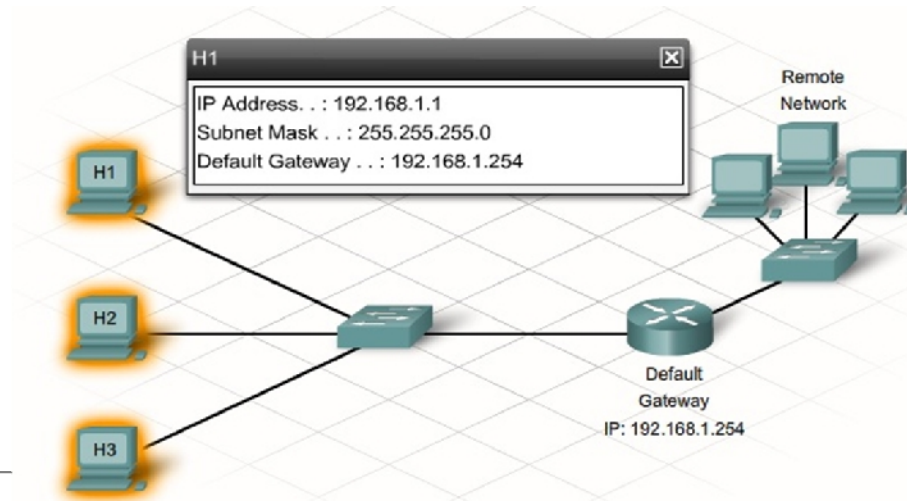 H1
IP Address. . : 192.168.1.1
Subnet Mask . . : 255.255.255.0
Default Gateway . . : 192.168.1.254
Remote
Network
H1
H2
H3
Default
Gateway
IP: 192.168.1.254